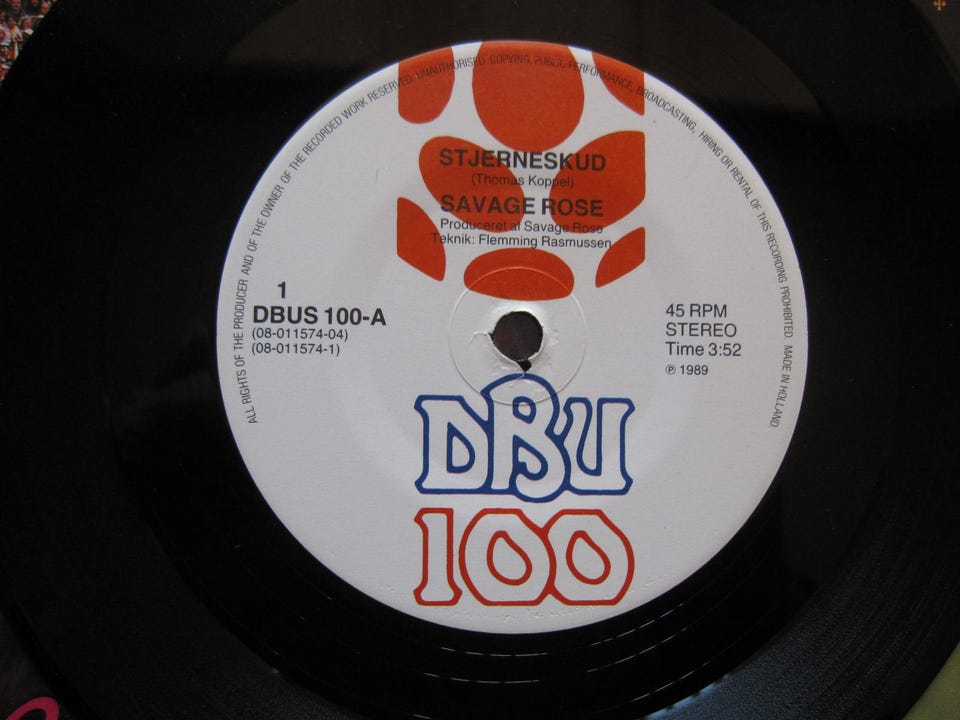 ALL RIGHTS OF THE PRODUCER AND OF THE OWNER OF THE RECORDED WORK RESERVED. UNAUTHORISED COPYING, PUBLIC PERFORMANCE, BROADCASTING, HIRING OR RENTAL OF THIS RECORDING PROHIBITED. MADE IN HOLLAND.
STJERNESKUD
(Thomas Koppel)
SAVAGE ROSE
Produceret af Savage Rose
Teknik: Flemming Rasmussen
1
DBUS 100-A
(08-011574-04)
(08-011574-1)
45 RPM
STEREO
Time 3:52
℗ 1989
DBU
100